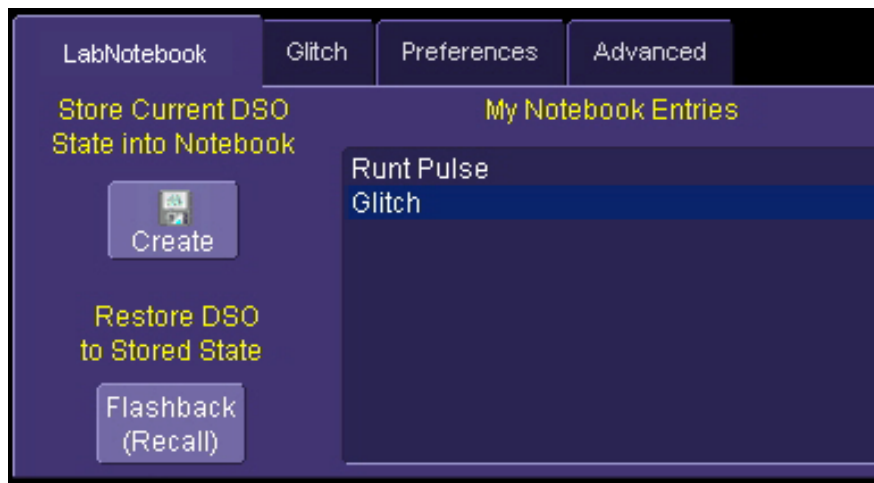 LabNotebook Glitch Preferences Advanced
Store Current DSO
State into Notebook
Create
Restore DSO
to Stored State
Flashback
(Recall)
My Notebook Entries
Runt Pulse
Glitch